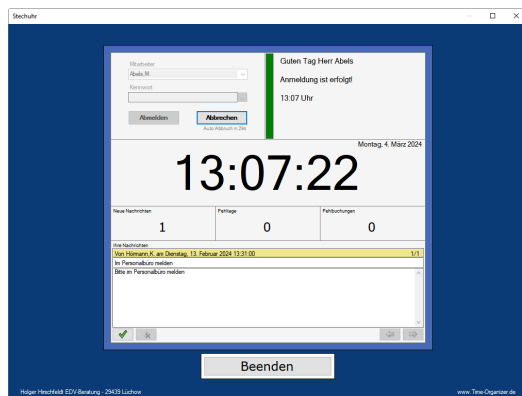 Stechuhr
Mitarbeiter
Abels,M.
Kennwort
Abmelden
Abbrechen
Auto-Abbruch in 29s
Guten Tag Herr Abels
Anmeldung ist erfolgt!
13:07 Uhr
Montag, 4. März 2024
13:07:22
Neue Nachrichten
1
Fehltage
0
Fehlbuchungen
0
Ihre Nachrichten
Von Hörmann,K. am Dienstag, 13. Februar 2024 13:31:00 1/1
Im Personalbüro melden
Bitte im Personalbüro melden
Beenden
Holger Hirschfeldt EDV-Beratung - 29439 Lüchow
www.Time-Organizer.de